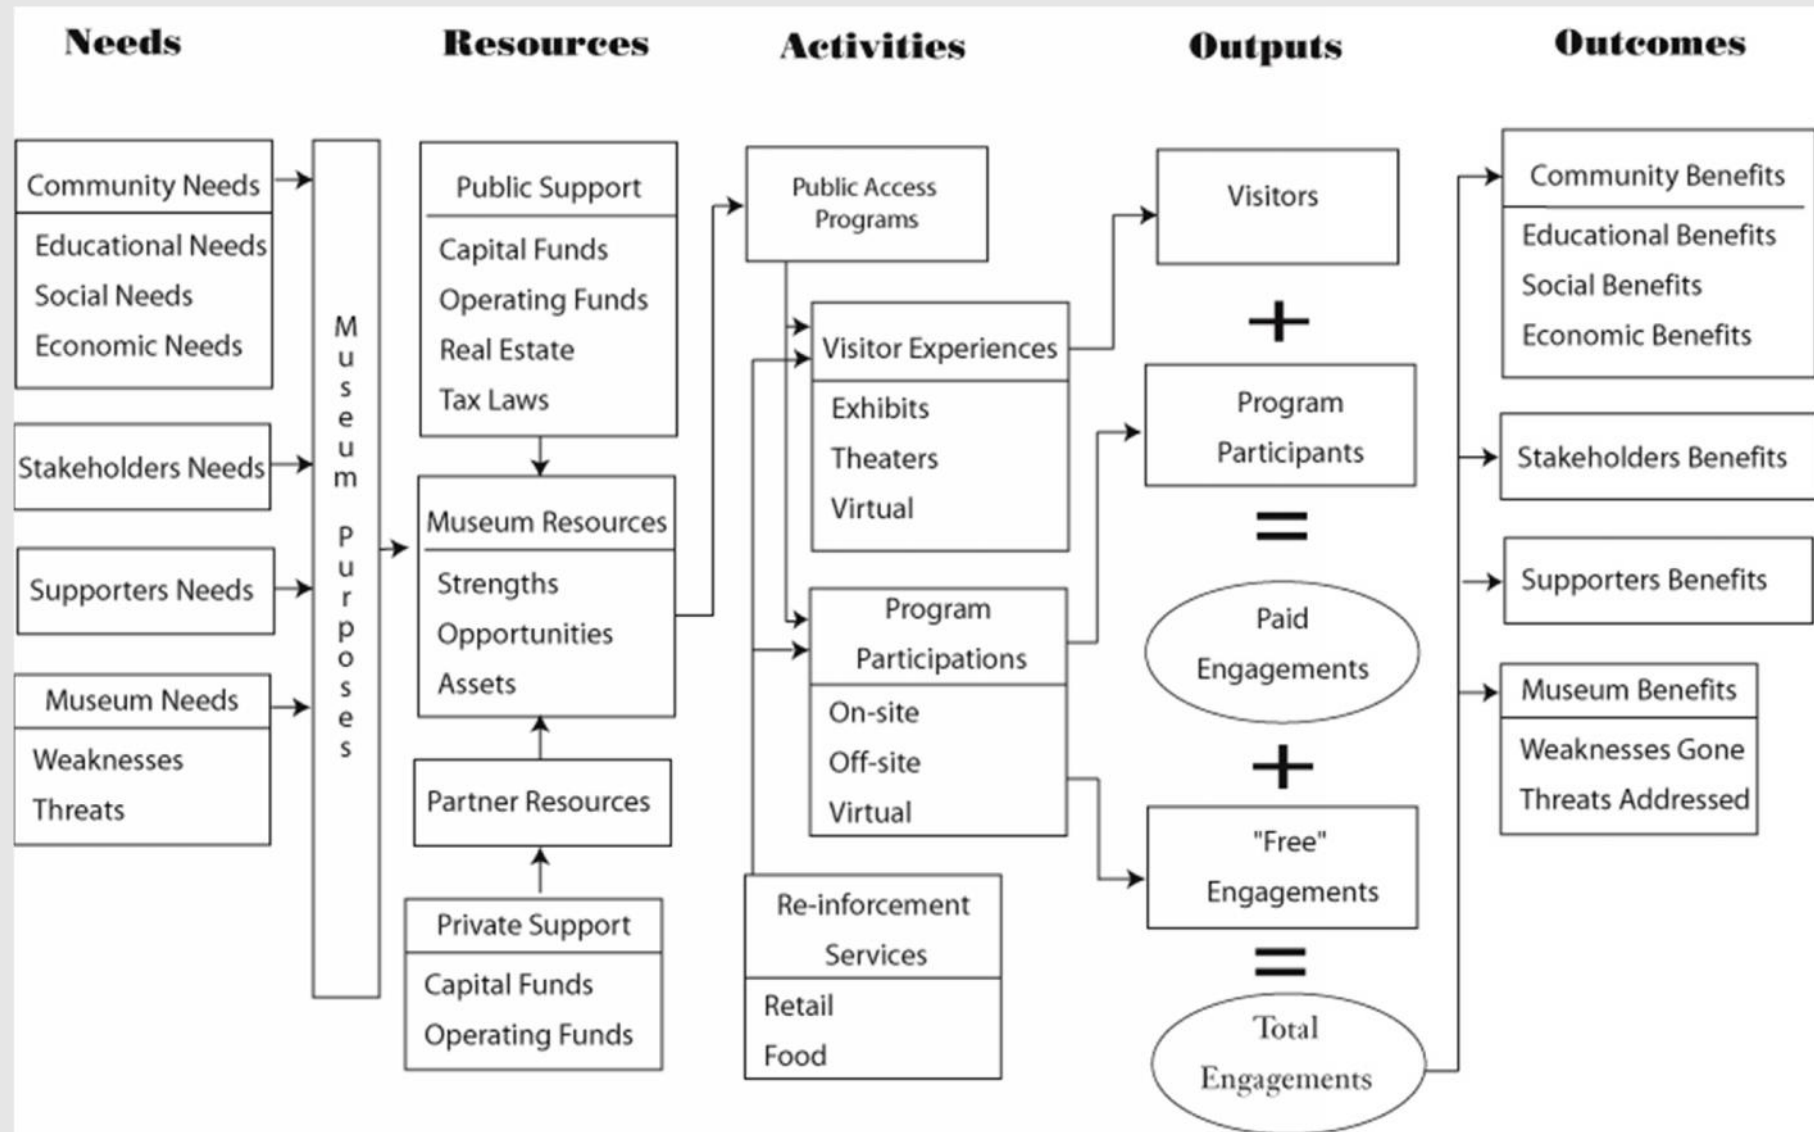 Needs
Resources
Activities
Outputs
Outcomes
Community Needs
Educational Needs
Social Needs
Economic Needs
Stakeholders Needs
Supporters Needs
Museum Needs
Weaknesses
Threats
Museum Purposes
Public Support
Capital Funds
Operating Funds
Real Estate
Tax Laws
Museum Resources
Strengths
Opportunities
Assets
Partner Resources
Private Support
Capital Funds
Operating Funds
Public Access
Programs
Visitor Experiences
Exhibits
Theaters
Virtual
Program
Participations
On-site
Off-site
Virtual
Re-inforcement
Services
Retail
Food
Visitors
+
Program
Participants
=
Paid
Engagements
+
"Free"
Engagements
=
Total
Engagements
Community Benefits
Educational Benefits
Social Benefits
Economic Benefits
Stakeholders Benefits
Supporters Benefits
Museum Benefits
Weaknesses Gone
Threats Addressed